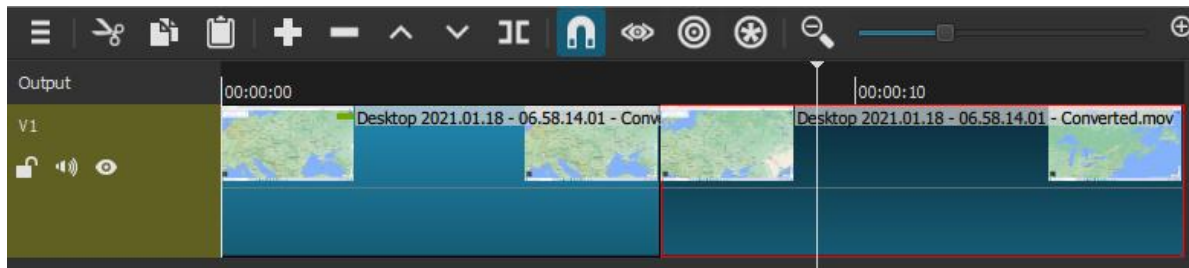 Output
00:00:00
00:00:10
V1
Desktop 2021.01.18 - 06.58.14.01 - Conv
Desktop 2021.01.18 - 06.58.14.01 - Converted.mov